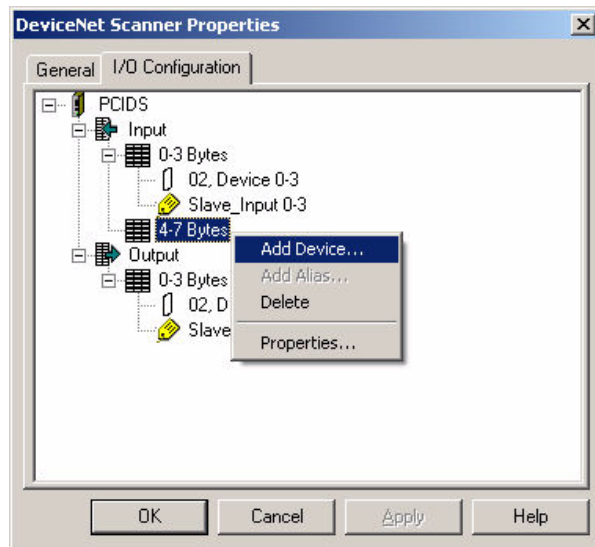 DeviceNet Scanner Properties
General I/O Configuration
PCIDS
Input
0-3 Bytes
02, Device 0-3
Slave_Input 0-3
4-7 Bytes
Add Device...
Output
Add Alias...
0-3 Bytes
Delete
02, D
Slave
Properties...
OK Cancel Apply Help